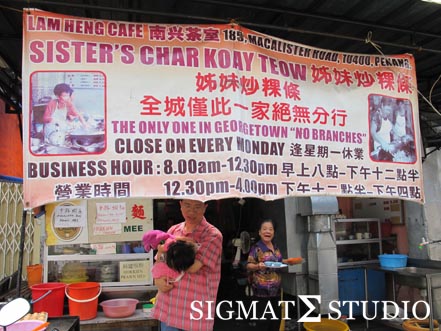 LAM HENG CAFE 南兴茶室 185, MACALISTER ROAD, 10400, PENANG.
SISTER'S CHAR KOAY TEOW 姊妹炒粿條
姊妹炒粿條
全城僅此一家絕無分行
THE ONLY ONE IN GEORGETOWN "NO BRANCHES"
CLOSE ON EVERY MONDAY 逢星期一休業
BUSINESS HOUR : 8.00am-12.30pm 早上八點-下午十二點半
營業時間 12.30pm-4.00pm 下午十二點半-下午四點
麵
MEE
SIGMAT Σ STUDIO